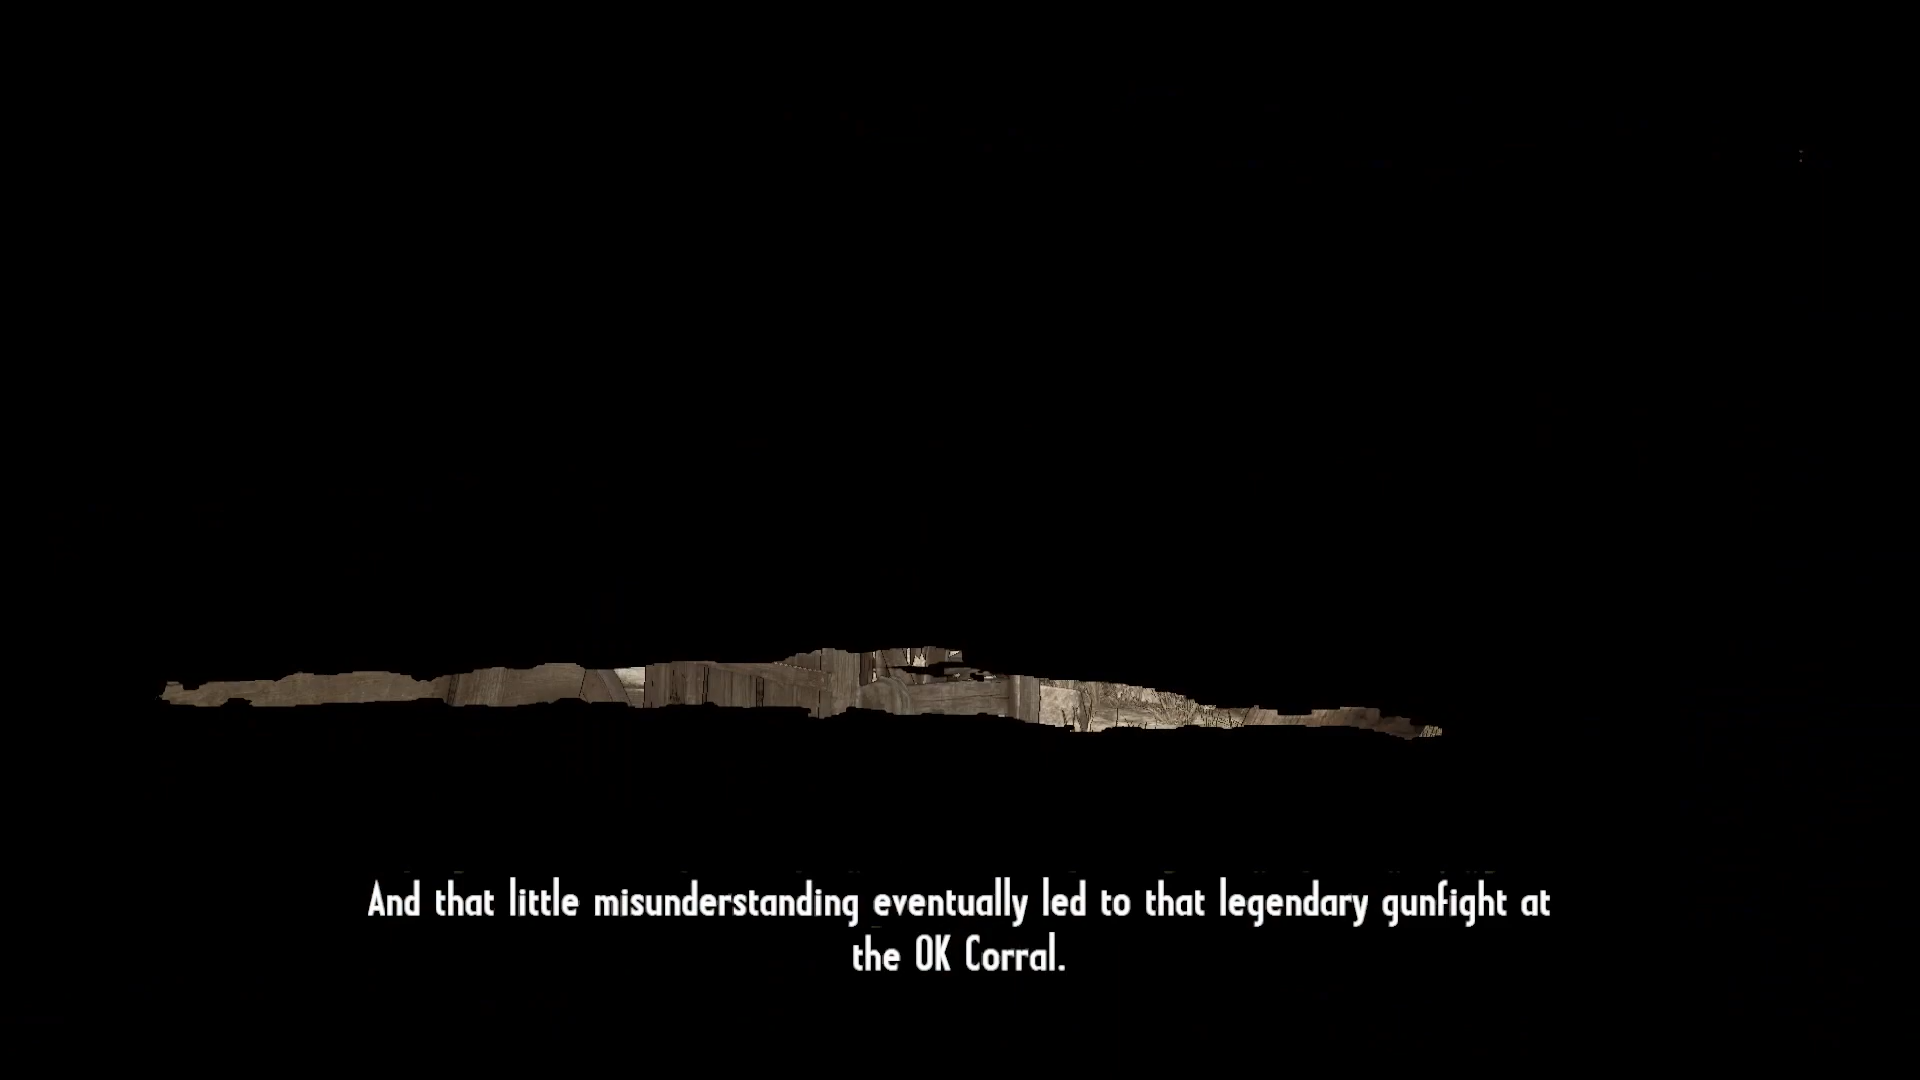 And that little misunderstanding eventually led to that legendary gunfight at
the OK Corral.